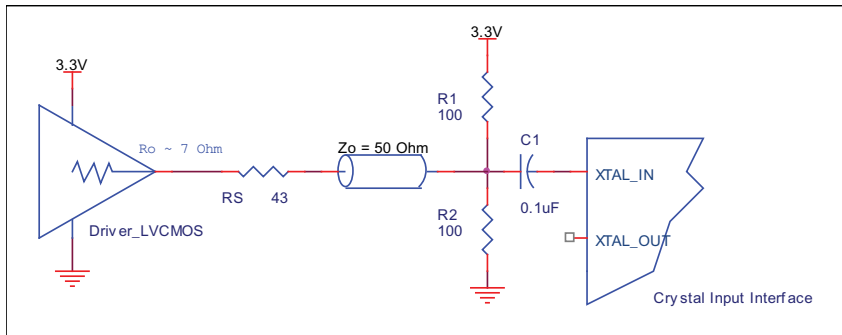 3.3V
3.3V
R1
100
Ro ~ 7 Ohm
Zo = 50 Ohm
C1
XTAL_IN
RS 43
0.1uF
R2
100
Driver_LVCMOS
XTAL_OUT
Crystal Input Interface